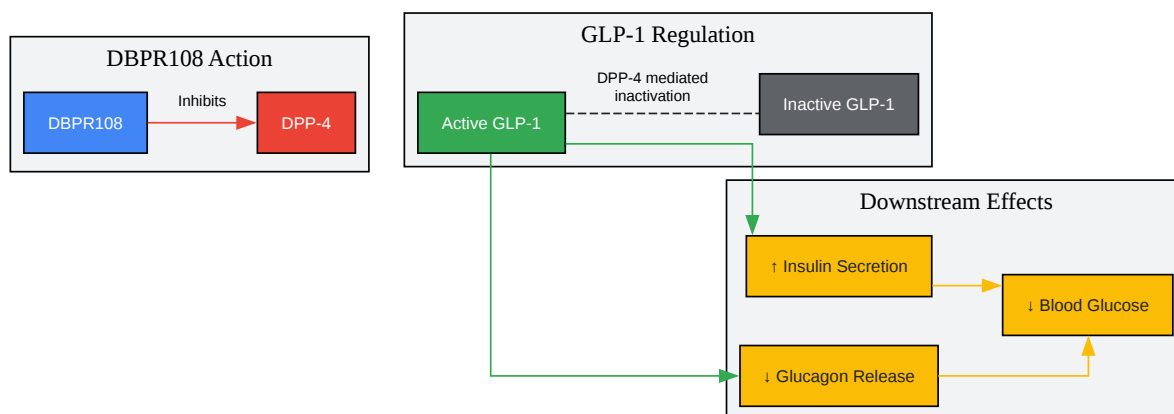 DBPR108 Action
DBPR108
Inhibits
DPP-4
GLP-1 Regulation
Active GLP-1
DPP-4 mediated
inactivation
Inactive GLP-1
Downstream Effects
↑ Insulin Secretion
↓ Blood Glucose
↓ Glucagon Release